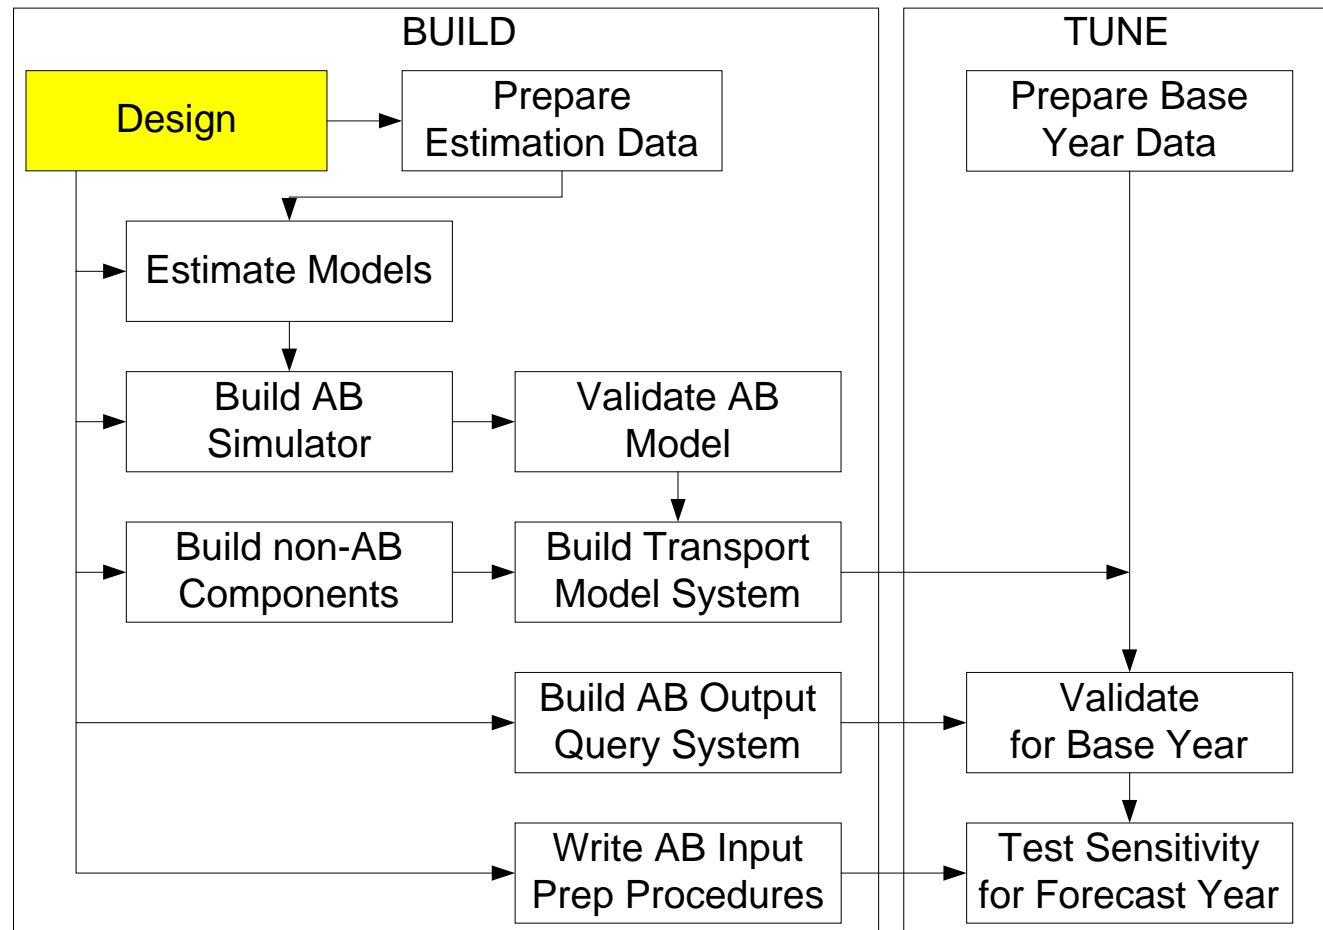 BUILD
TUNE
Design
Prepare
Estimation Data
Prepare Base
Year Data
Estimate Models
Build AB
Simulator
Validate AB
Model
Build non-AB
Components
Build Transport
Model System
Build AB Output
Query System
Validate
for Base Year
Write AB Input
Prep Procedures
Test Sensitivity
for Forecast Year